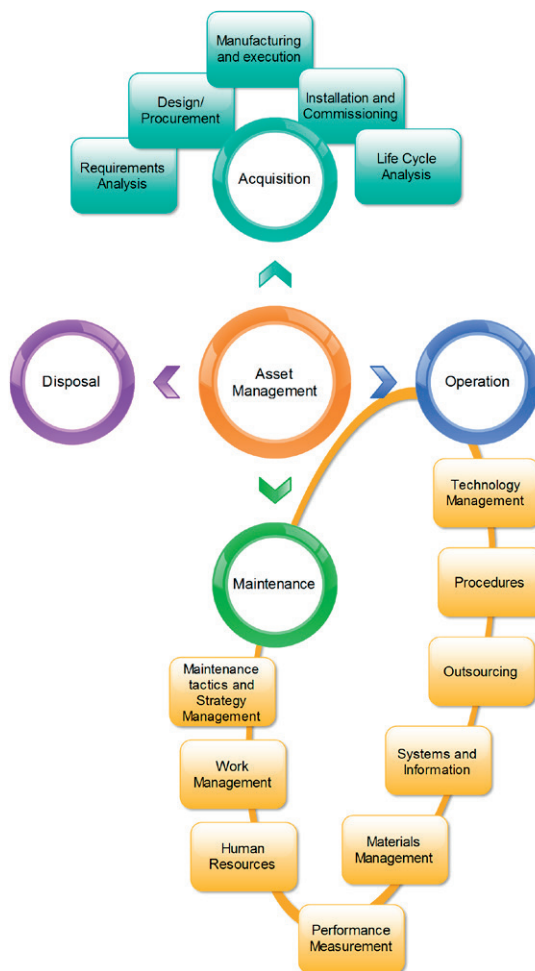 Manufacturing
and execution
Design/
Procurement
Installation and
Commissioning
Requirements
Analysis
Acquisition
Life Cycle
Analysis
Disposal
Asset
Management
Operation
Technology
Management
Maintenance
Procedures
Maintenance
tactics and
Strategy
Management
Outsourcing
Work
Management
Systems and
Information
Human
Resources
Materials
Management
Performance
Measurement